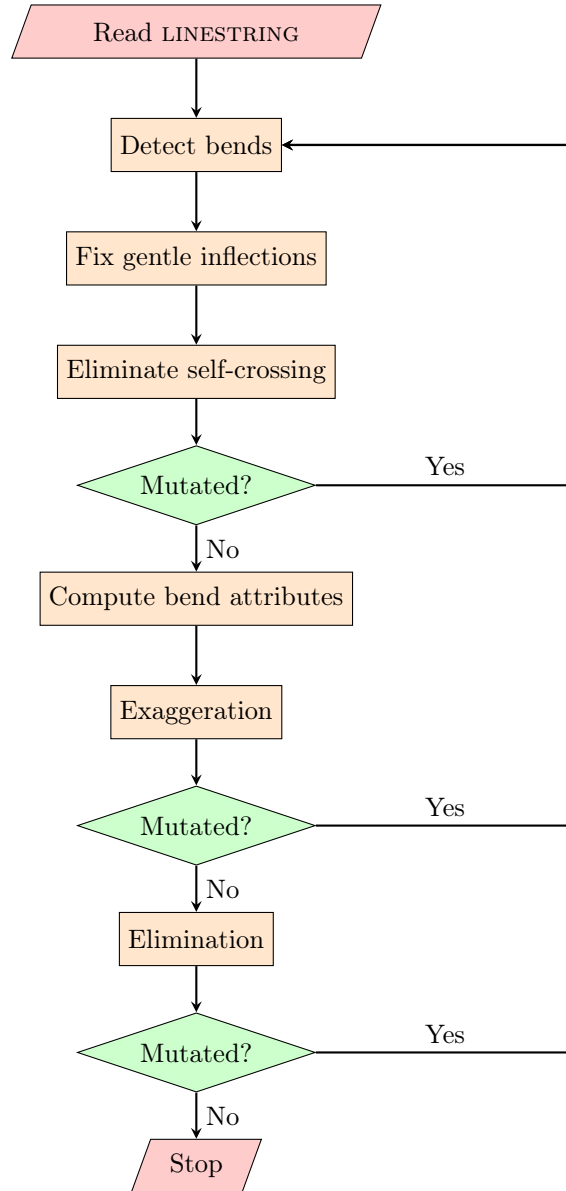 Read LINESTRING
Detect bends
Fix gentle inflections
Eliminate self-crossing
Mutated?
Yes
No
Compute bend attributes
Exaggeration
Mutated?
Yes
No
Elimination
Mutated?
Yes
No
Stop